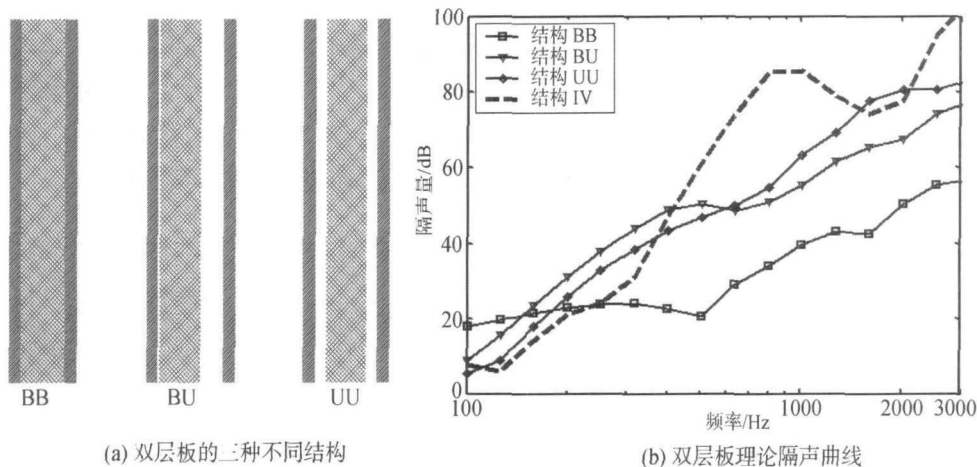 BB
BU
UU
(a) 双层板的三种不同结构
结构 BB
结构 BU
结构 UU
结构 IV
隔声量/dB
100
80
60
40
20
0
100
1000
2000
3000
频率/Hz
(b) 双层板理论隔声曲线